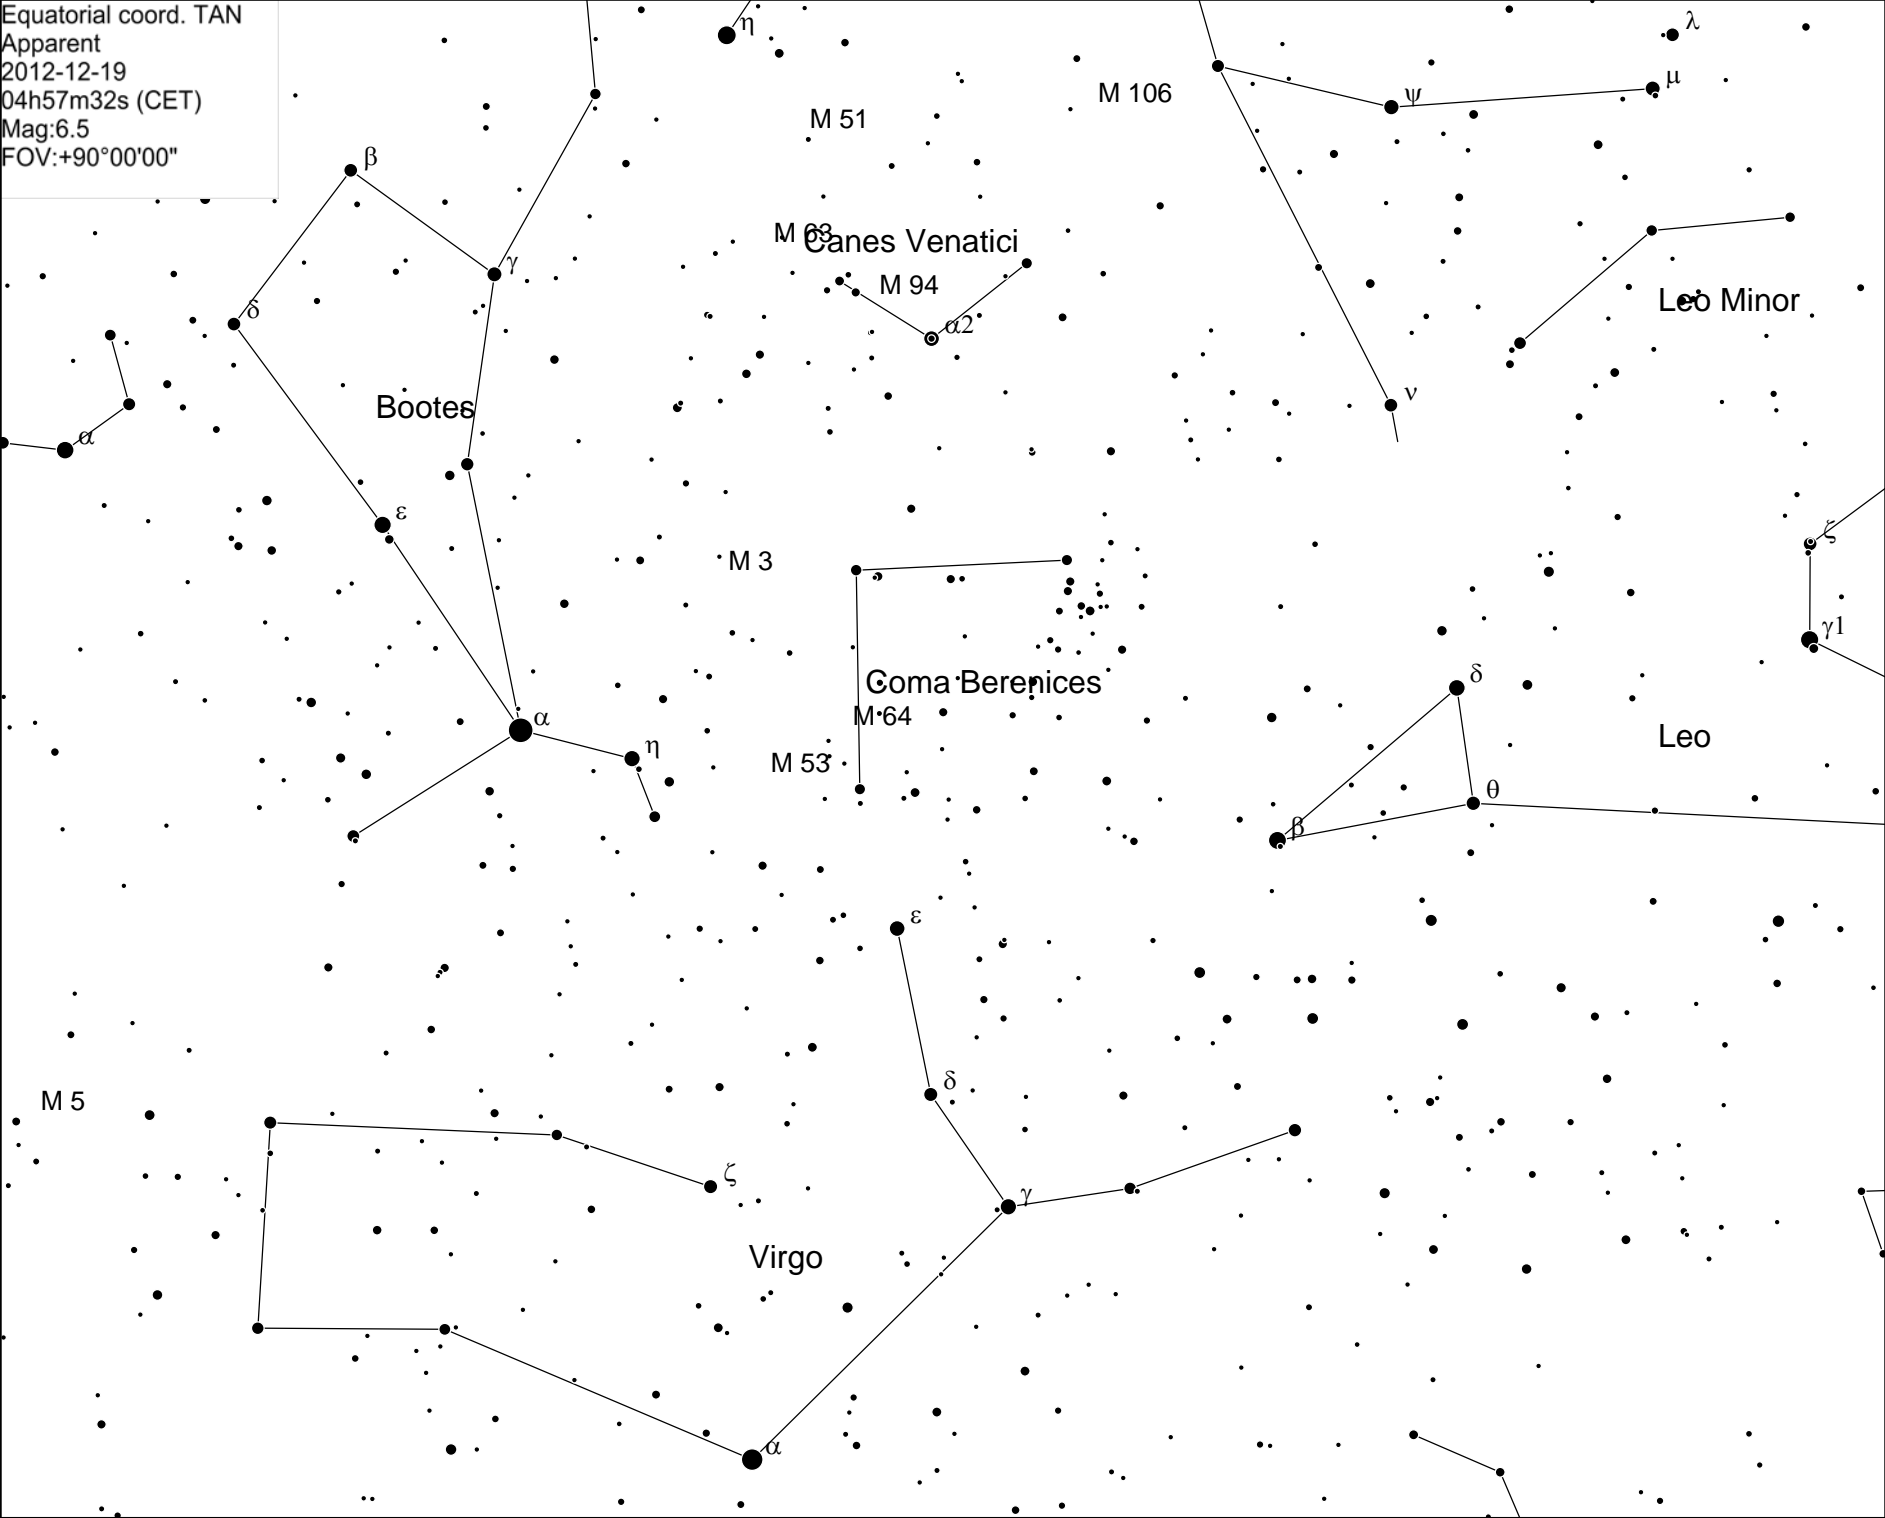 Equatorial coord. TAN
Apparent
2012-12-19
04h57m32s (CET)
Mag:6.5
FOV:+90°00'00"
η
λ
μ
M 106
ψ
M 51
β
M 63
Canes Venatici
γ
M 94
Leo Minor
δ
α2
ν
Bootes
α
ε
ζ
M 3
γ1
δ
Coma Berenices
M 64
α
Leo
η
M 53
θ
β
ε
δ
M 5
ζ
γ
Virgo
α